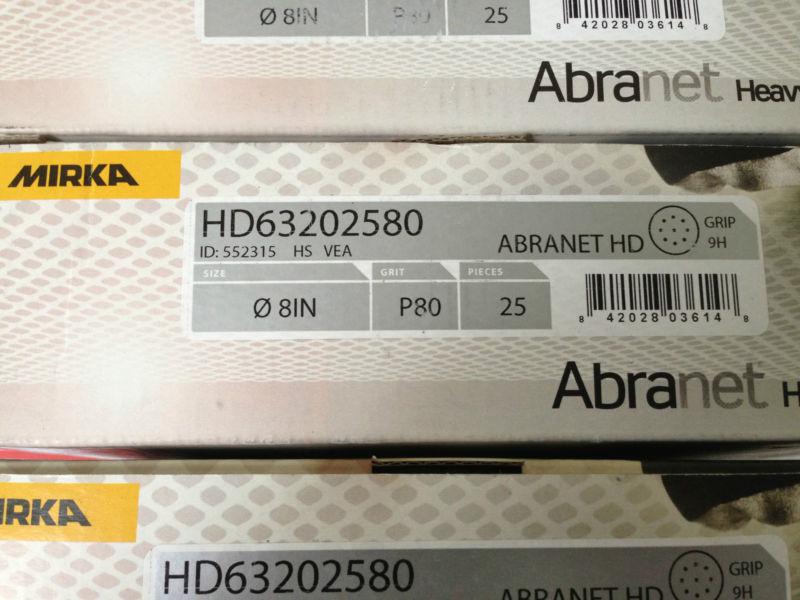 Ø 8IN P80 25
8 42028 03614 8
Abranet Heav
MIRKA
HD63202580
ID: 552315 HS VEA
ABRANET HD
GRIP
9H
SIZE GRIT PIECES
Ø 8IN P80 25
8 42028 03614 8
Abranet H
IRKA
HD63202580
ABRANET HD
GRIP
9H